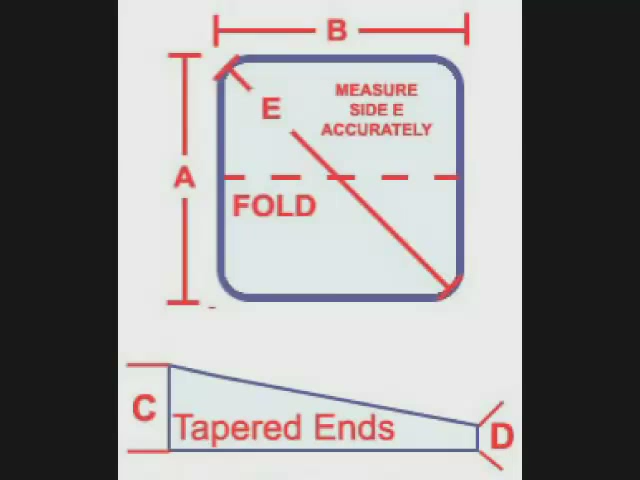 B
MEASURE
SIDE E
ACCURATELY
E
A
FOLD
C
Tapered Ends
D